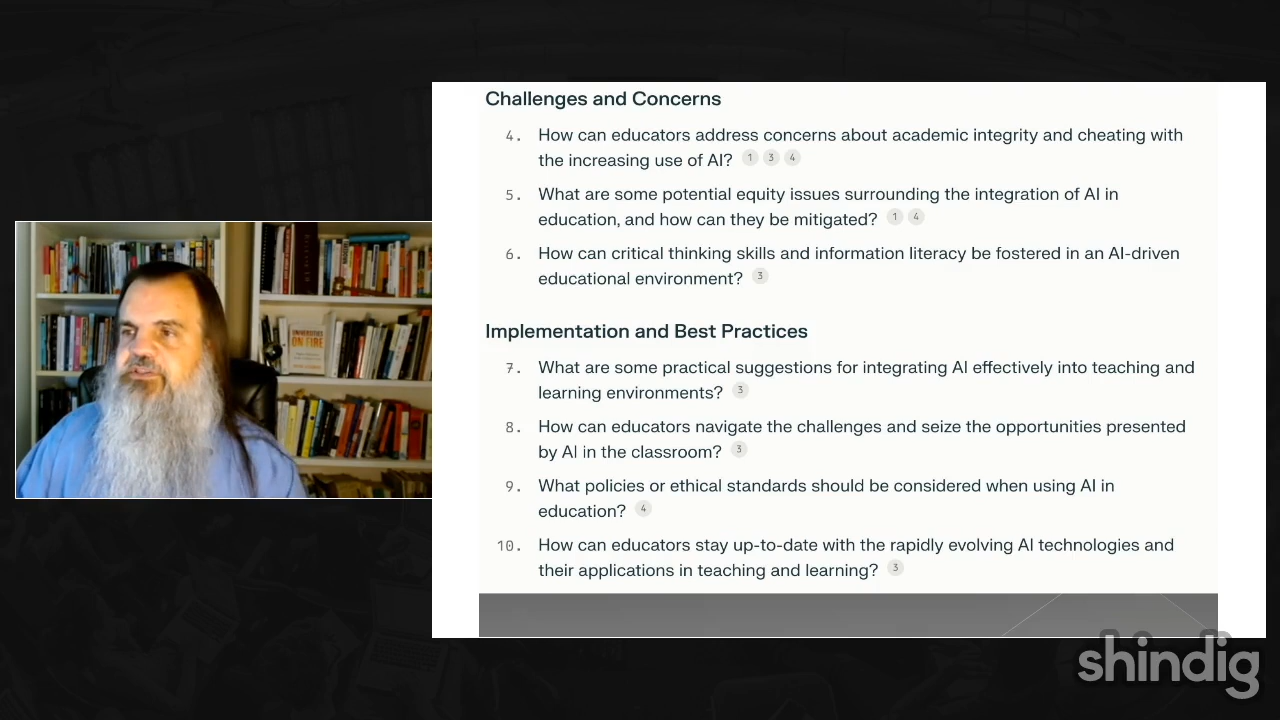 Challenges and Concerns
4. How can educators address concerns about academic integrity and cheating with
the increasing use of AI? 1 3 4
5. What are some potential equity issues surrounding the integration of AI in
education, and how can they be mitigated? 1 4
6. How can critical thinking skills and information literacy be fostered in an AI-driven
educational environment? 3
Implementation and Best Practices
7. What are some practical suggestions for integrating AI effectively into teaching and
learning environments? 3
8. How can educators navigate the challenges and seize the opportunities presented
by AI in the classroom? 3
9. What policies or ethical standards should be considered when using AI in
education? 4
10. How can educators stay up-to-date with the rapidly evolving AI technologies and
their applications in teaching and learning? 3
UNIVERSITIES
ON FIRE
shindig